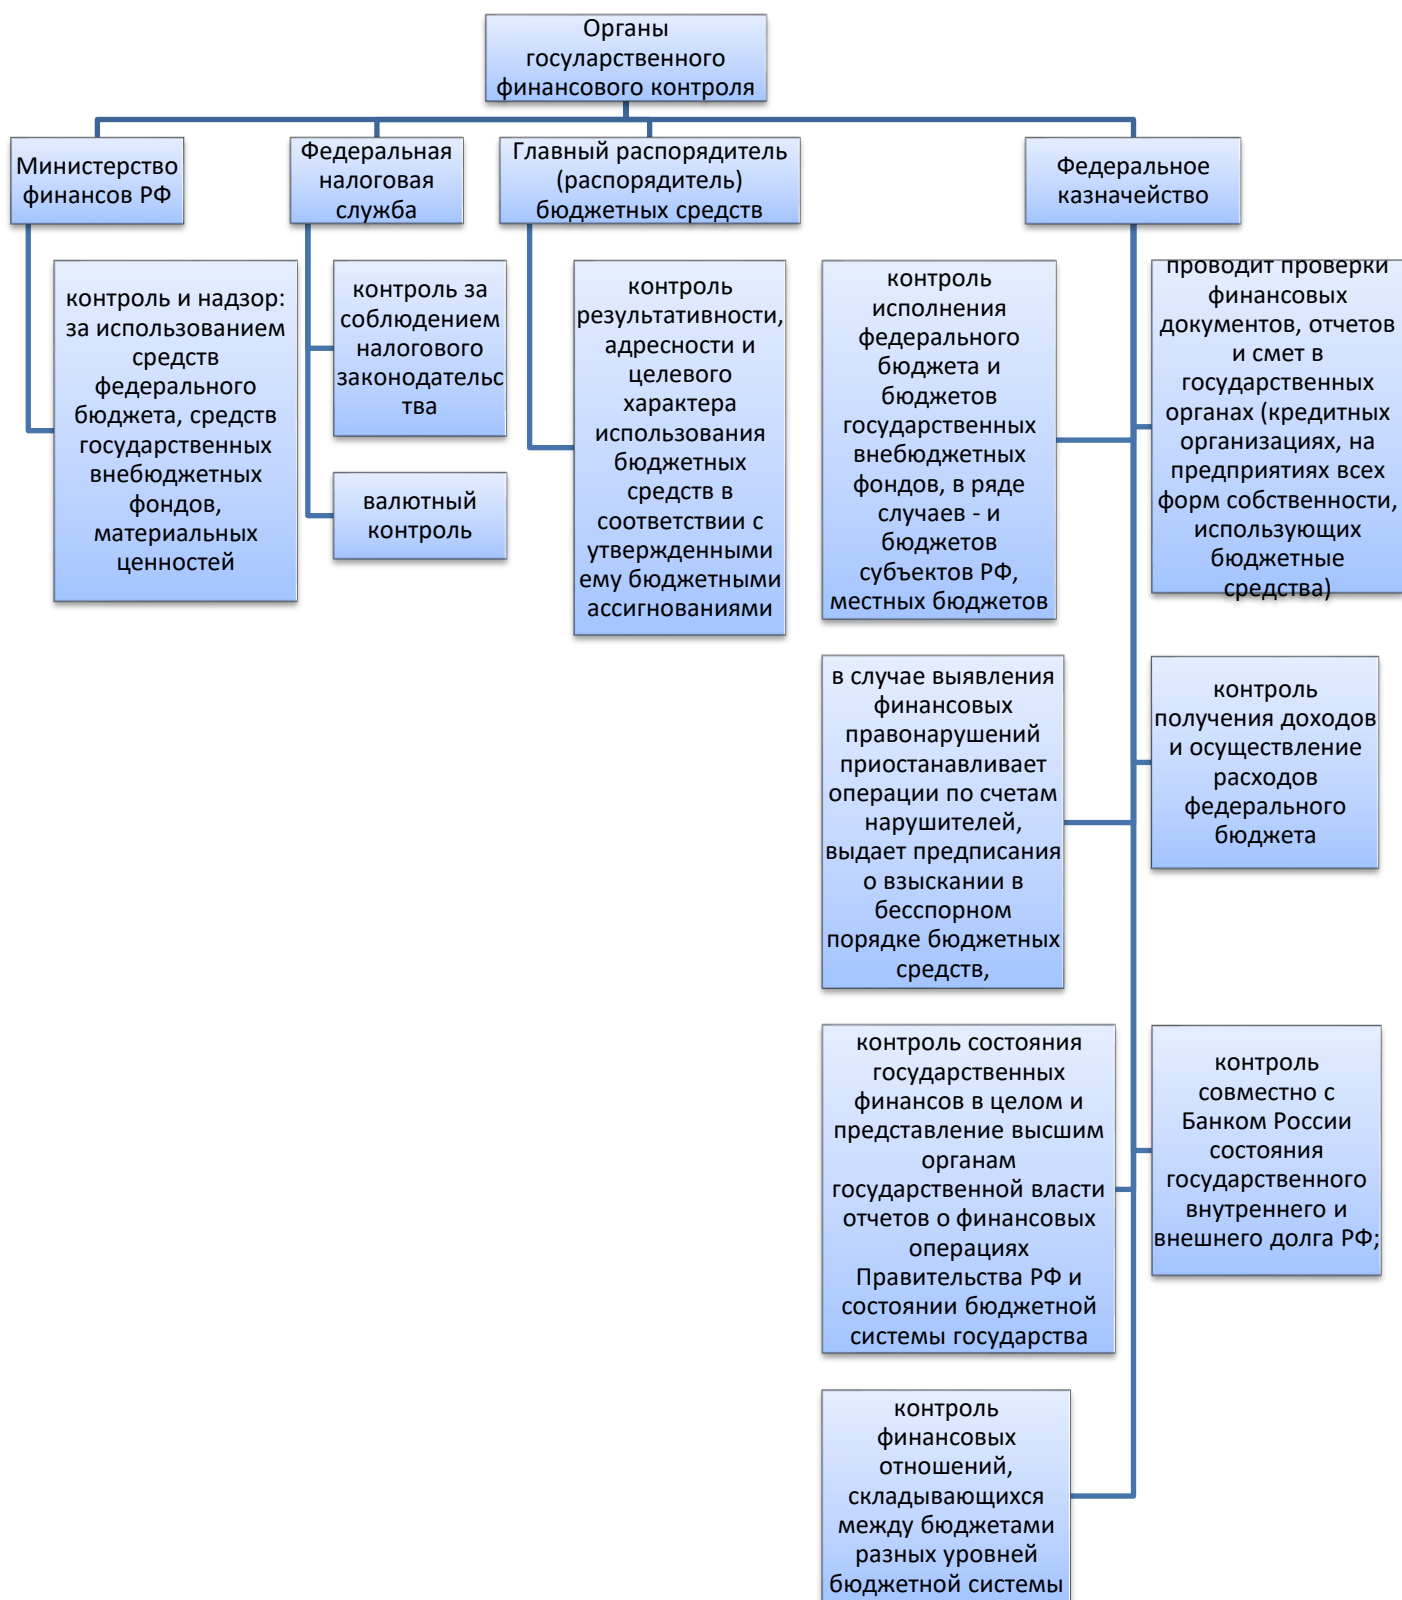 Органы
госуларственного
финансового контроля
Министерство
финансов РФ
Федеральная
налоговая
служба
Главный распорядитель
(распорядитель)
бюджетных средств
Федеральное
казначейство
контроль и надзор:
за использованием
средств
федерального
бюджета, средств
государственных
внебюджетных
фондов,
материальных
ценностей
контроль за
соблюдением
налогового
законодательс
тва
валютный
контроль
контроль
результативности,
адресности и
целевого
характера
использования
бюджетных
средств в
соответствии с
утвержденными
ему бюджетными
ассигнованиями
контроль
исполнения
федерального
бюджета и
бюджетов
государственных
внебюджетных
фондов, в ряде
случаев - и
бюджетов
субъектов РФ,
местных бюджетов
проводит проверки
финансовых
документов, отчетов
и смет в
государственных
органах (кредитных
организациях, на
предприятиях всех
форм собственности,
использующих
бюджетные
средства)
в случае выявления
финансовых
правонарушений
приостанавливает
операции по счетам
нарушителей,
выдает предписания
о взыскании в
бесспорном
порядке бюджетных
средств,
контроль
получения доходов
и осуществление
расходов
федерального
бюджета
контроль состояния
государственных
финансов в целом и
представление высшим
органам
государственной власти
отчетов о финансовых
операциях
Правительства РФ и
состоянии бюджетной
системы государства
контроль
совместно с
Банком России
состояния
государственного
внутреннего и
внешнего долга РФ;
контроль
финансовых
отношений,
складывающихся
между бюджетами
разных уровней
бюджетной системы